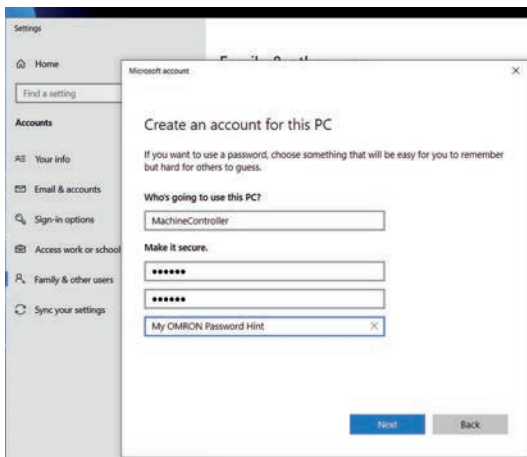 Settings
Home
Find a setting
Accounts
Your info
Email & accounts
Sign-in options
Access work or school
Family & other users
Sync your settings
Microsoft account
Create an account for this PC
If you want to use a password, choose something that will be easy for you to remember
but hard for others to guess.
Who's going to use this PC?
MachineController
Make it secure.
••••••
••••••
My OMRON Password Hint
Next
Back